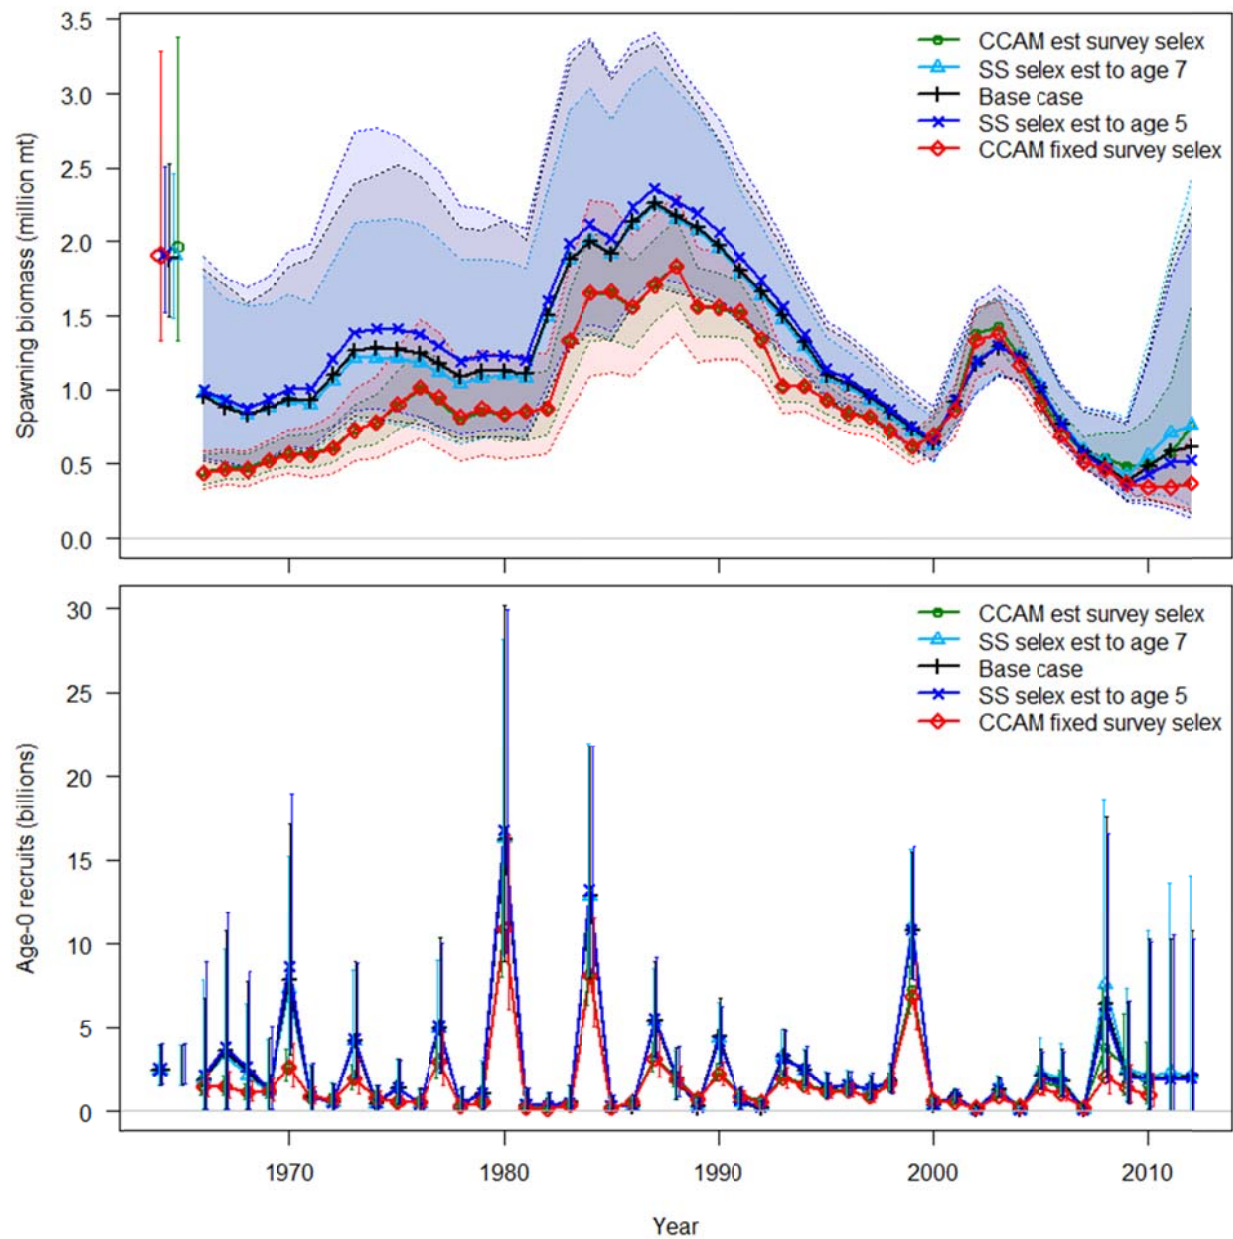 3.5
3.0
2.5
2.0
1.5
1.0
0.5
0.0
Spawning biomass (million mt)
CCAM est survey selex
SS selex est to age 7
Base case
SS selex est to age 5
CCAM fixed survey selex
30
25
20
15
10
5
0
Age-0 recruits (billions)
CCAM est survey selex
SS selex est to age 7
Base case
SS selex est to age 5
CCAM fixed survey selex
1970 1980 1990 2000 2010
Year